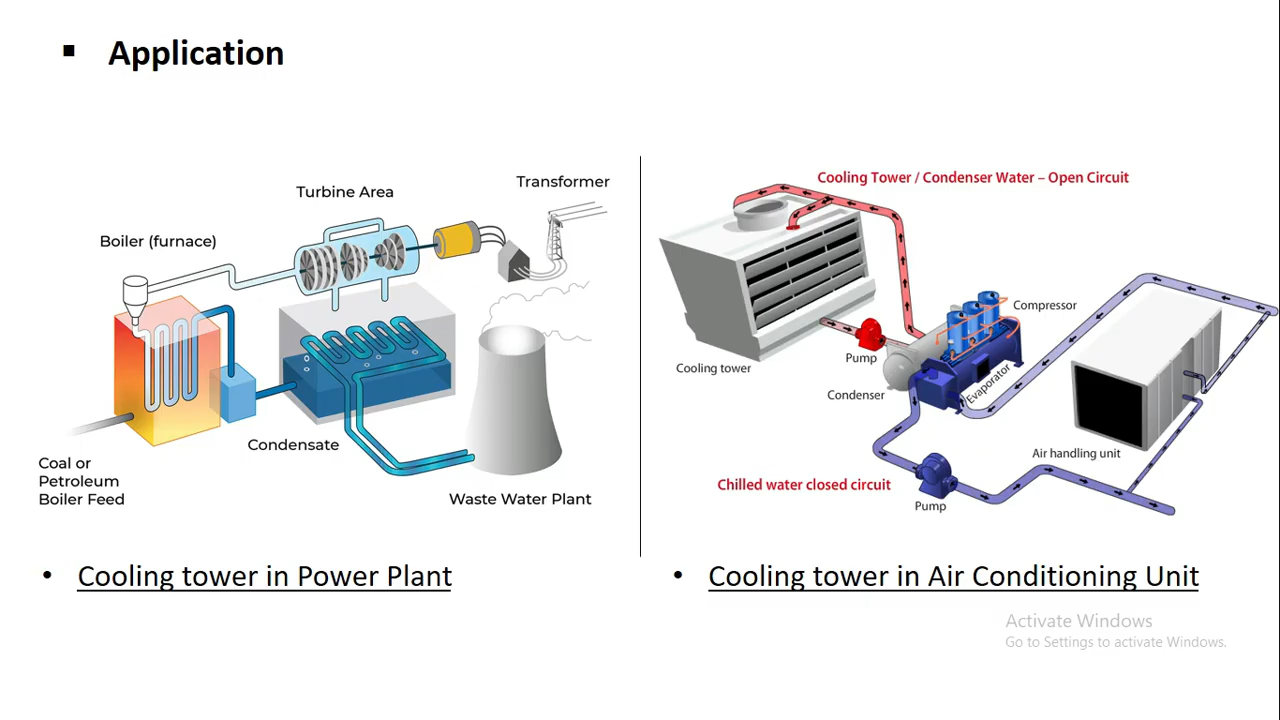 ▪ Application
Turbine Area
Transformer
Boiler (furnace)
Condensate
Coal or
Petroleum
Boiler Feed
Waste Water Plant
• Cooling tower in Power Plant
Cooling Tower / Condenser Water – Open Circuit
Compressor
Pump
Cooling tower
Condenser
Evaporator
Air handling unit
Chilled water closed circuit
Pump
• Cooling tower in Air Conditioning Unit
Activate Windows
Go to Settings to activate Windows.